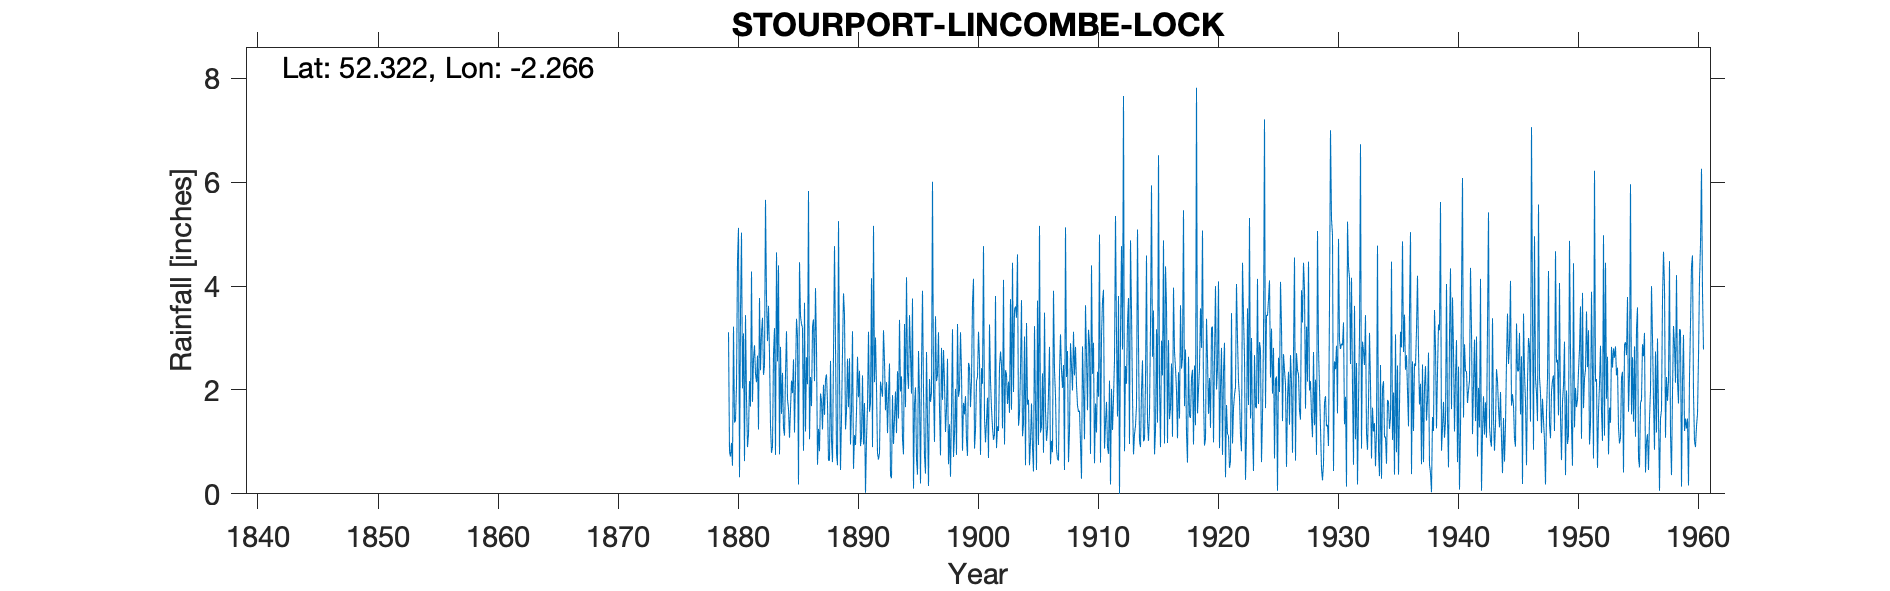 STOURPORT-LINCOMBE-LOCK
Lat: 52.322, Lon: -2.266
Rainfall [inches]
8
6
4
2
0
1840 1850 1860 1870 1880 1890 1900 1910 1920 1930 1940 1950 1960
Year